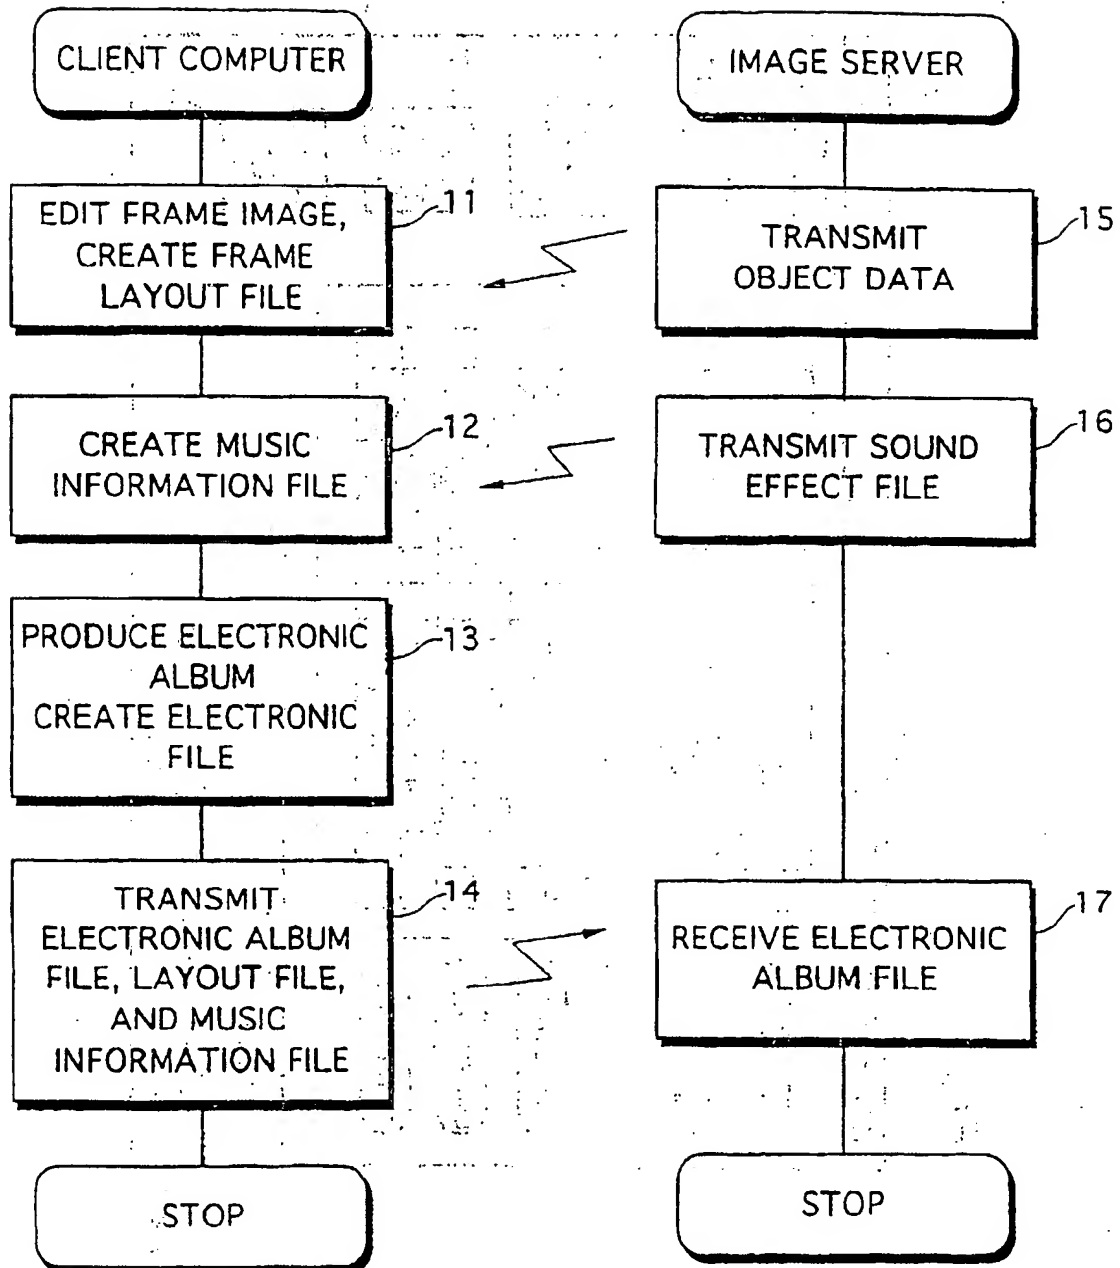 CLIENT COMPUTER
EDIT FRAME IMAGE,
CREATE FRAME
LAYOUT FILE
11
CREATE MUSIC
INFORMATION FILE
12
PRODUCE ELECTRONIC
ALBUM
CREATE ELECTRONIC
FILE
13
TRANSMIT
ELECTRONIC ALBUM
FILE, LAYOUT FILE,
AND MUSIC
INFORMATION FILE
14
STOP
IMAGE SERVER
TRANSMIT
OBJECT DATA
15
TRANSMIT SOUND
EFFECT FILE
16
RECEIVE ELECTRONIC
ALBUM FILE
17
STOP